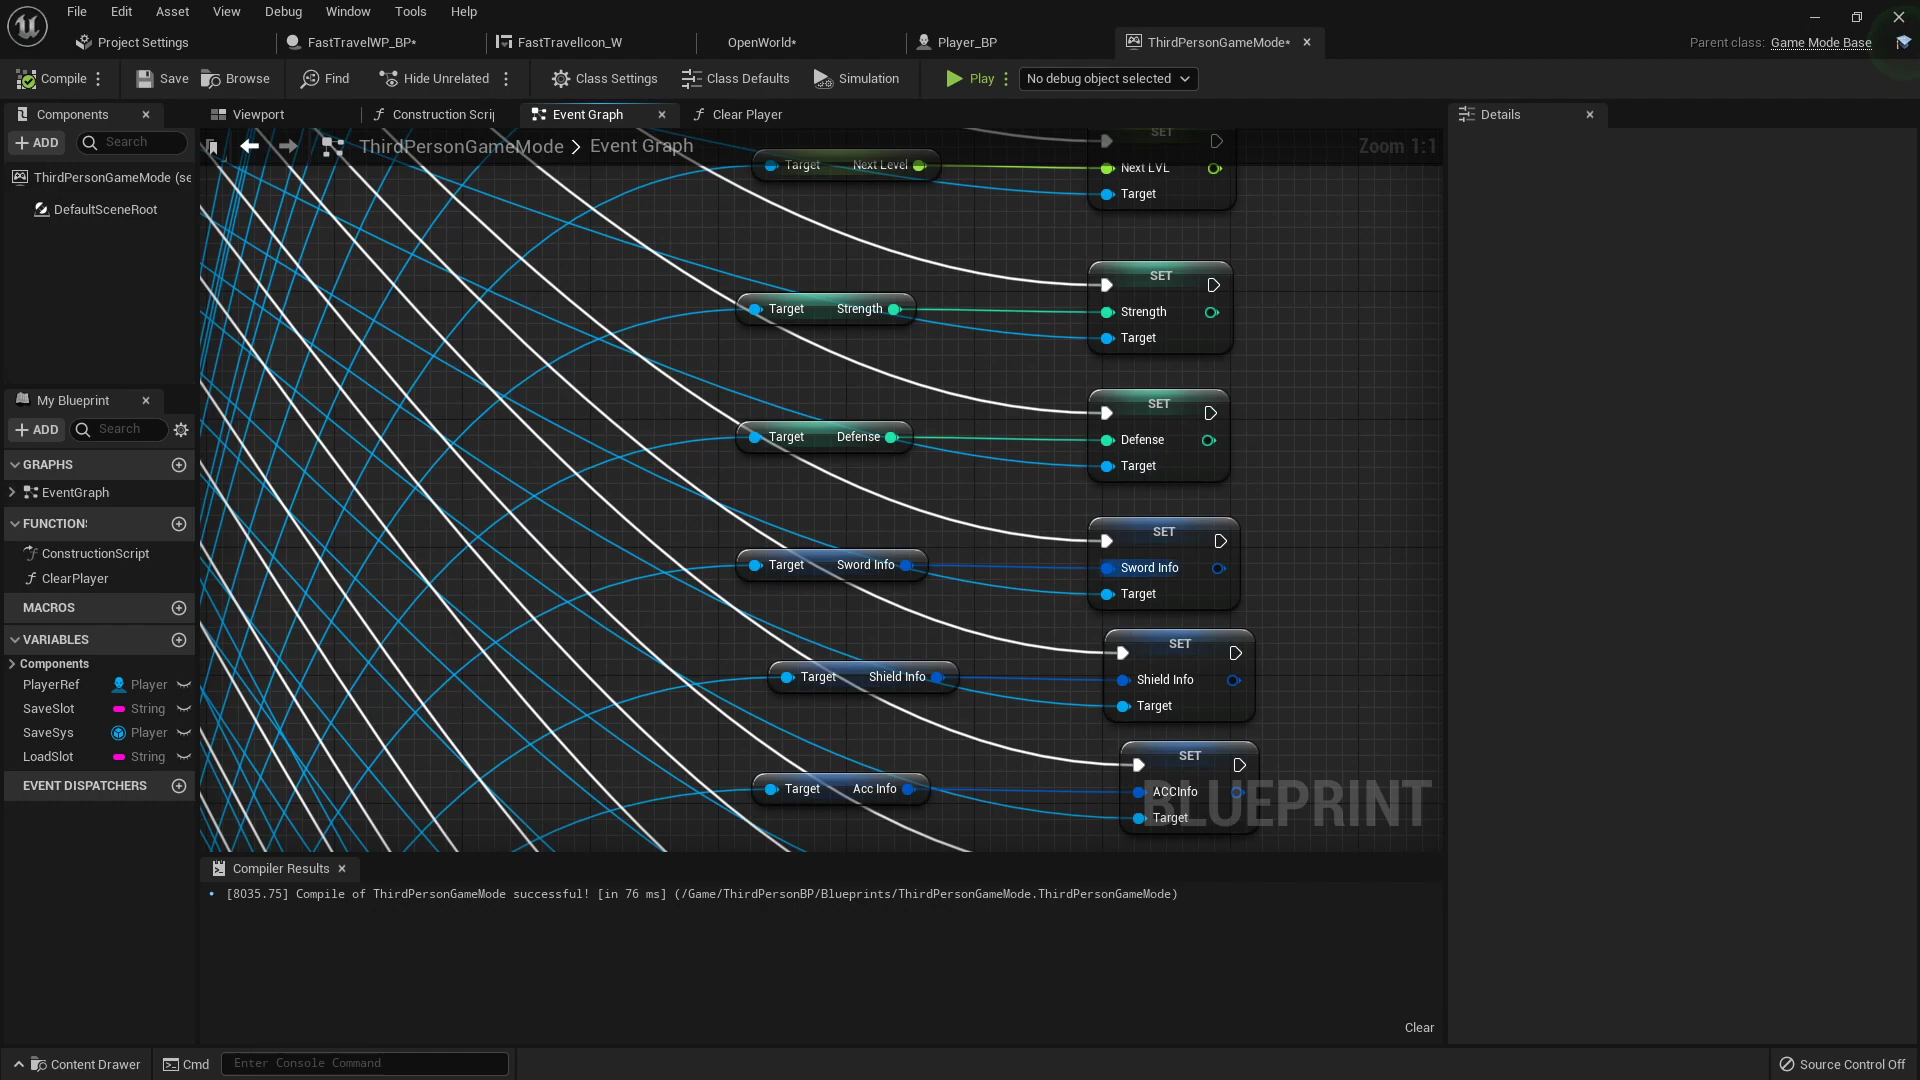 File Edit Asset View Debug Window Tools Help
Project Settings FastTravelWP_BP* FastTravelIcon_W OpenWorld* Player_BP ThirdPersonGameMode* Parent class: Game Mode Base
Compile Save Browse Find Hide Unrelated Class Settings Class Defaults Simulation Play No debug object selected
Components Viewport Construction Scrip Event Graph Clear Player Details
ADD Search
ThirdPersonGameMode > Event Graph Zoom 1:1
ThirdPersonGameMode (se
DefaultSceneRoot
SET
Target Next Level
Next LVL
Target
SET
Target Strength
Strength
Target
SET
Target Defense
Defense
Target
SET
Target Sword Info
Sword Info
Target
SET
Target Shield Info
Shield Info
Target
SET
Target Acc Info
ACCInfo
Target
BLUEPRINT
My Blueprint
ADD Search
GRAPHS
EventGraph
FUNCTIONS
ConstructionScript
ClearPlayer
MACROS
VARIABLES
Components
PlayerRef Player
SaveSlot String
SaveSys Player
LoadSlot String
EVENT DISPATCHERS
Compiler Results
[8035.75] Compile of ThirdPersonGameMode successful! [in 76 ms] (/Game/ThirdPersonBP/Blueprints/ThirdPersonGameMode.ThirdPersonGameMode)
Clear
Content Drawer Cmd Enter Console Command Source Control Off